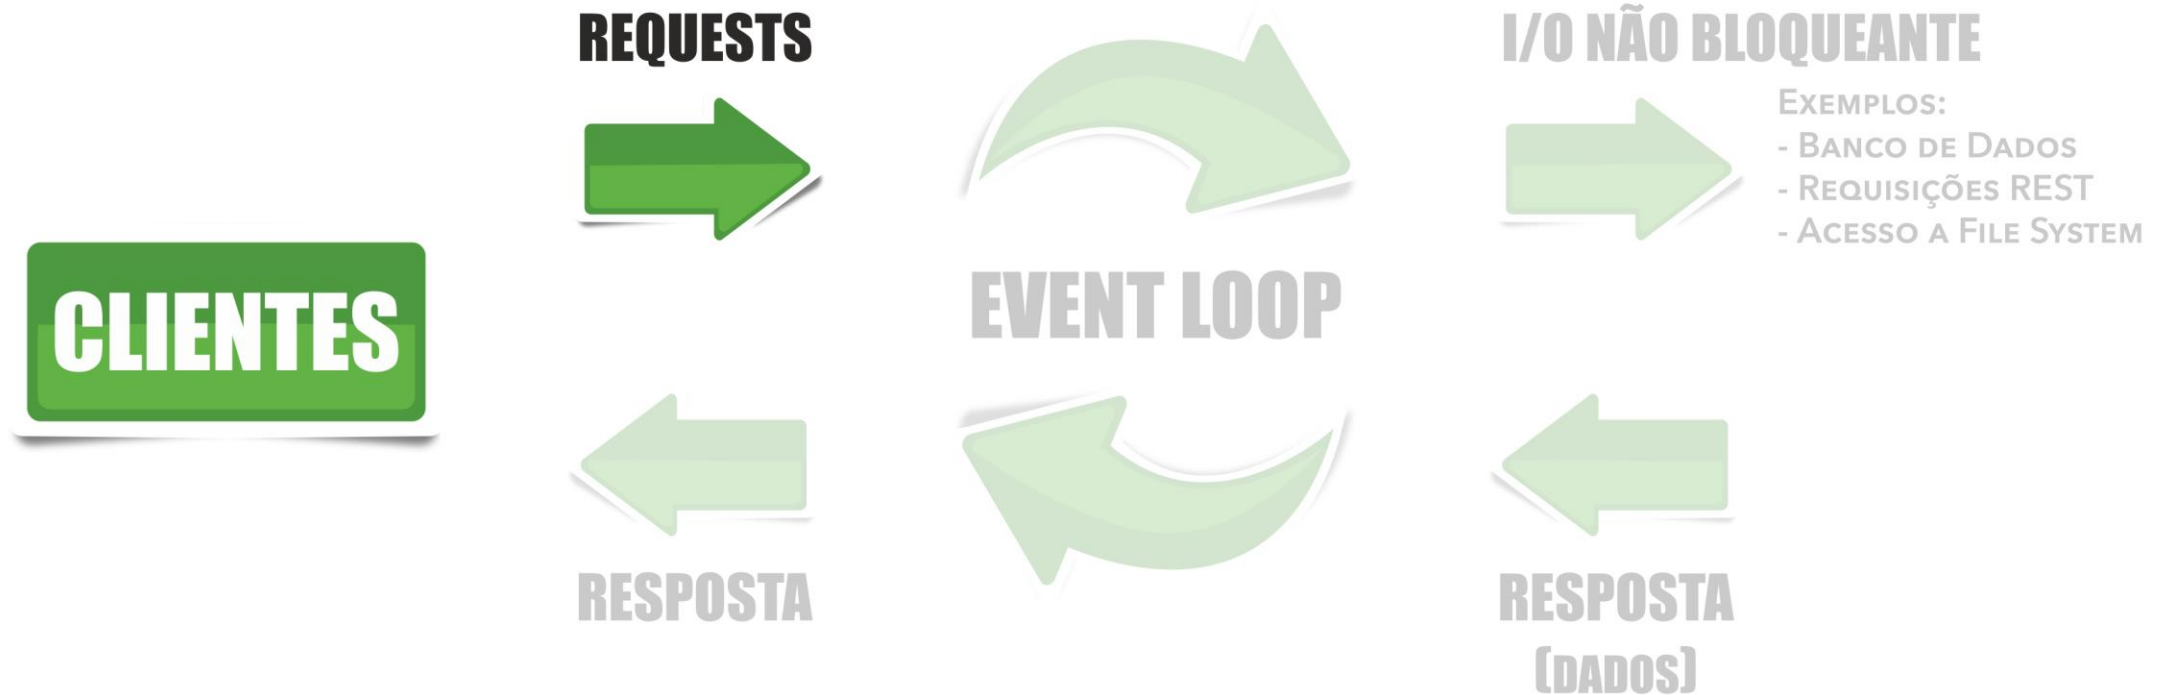 REQUESTS
I/O NÃO BLOQUEANTE
EXEMPLOS:
- BANCO DE DADOS
- REQUISIÇÕES REST
- ACESSO A FILE SYSTEM
CLIENTES
EVENT LOOP
RESPOSTA
RESPOSTA
(DADOS)